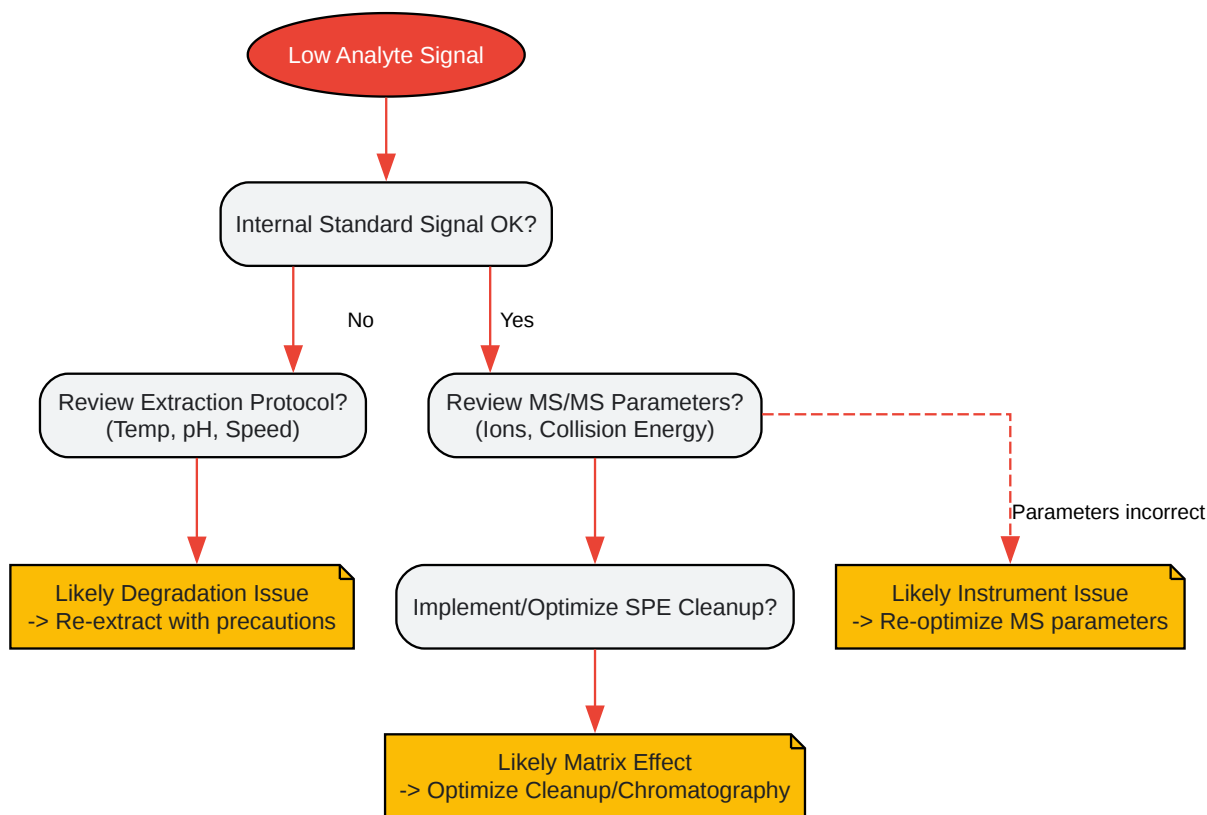 Low Analyte Signal
Internal Standard Signal OK?
No
Yes
Review Extraction Protocol?
(Temp, pH, Speed)
Review MS/MS Parameters?
(Ions, Collision Energy)
Parameters incorrect
Likely Degradation Issue
-> Re-extract with precautions
Implement/Optimize SPE Cleanup?
Likely Instrument Issue
-> Re-optimize MS parameters
Likely Matrix Effect
-> Optimize Cleanup/Chromatography